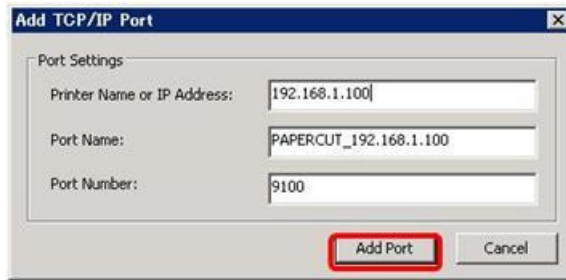 Add TCP/IP Port
Port Settings
Printer Name or IP Address: 192.168.1.100
Port Name: PAPERCUT_192.168.1.100
Port Number: 9100
Add Port Cancel